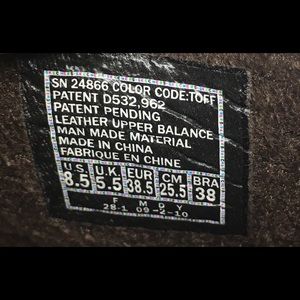 SN 24866 COLOR CODE:TOFF
PATENT D532,962
PATENT PENDING
LEATHER UPPER BALANCE
MAN MADE MATERIAL
MADE IN CHINA
FABRIQUE EN CHINE
U.S. U.K EUR CM BRA
8.5 5.5 38.5 25.5 38
F M D Y
28-1 09-2-10